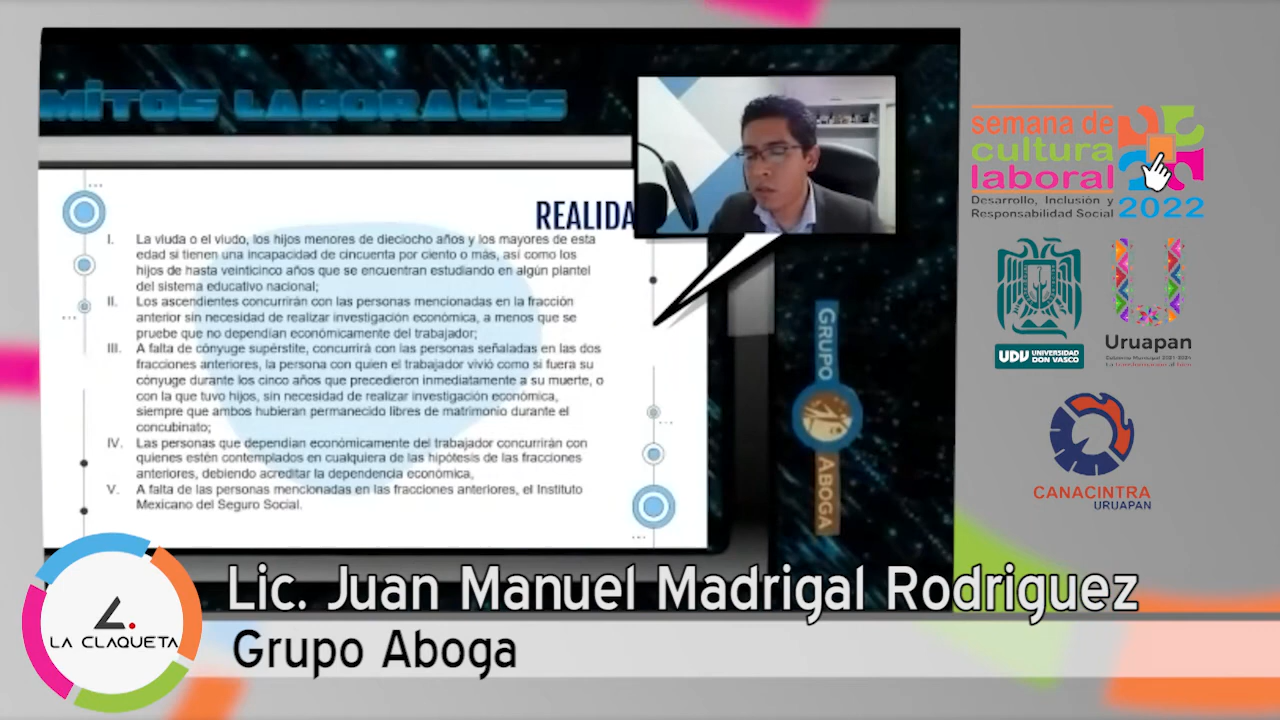 MITOS LABORALES
REALIDA
I. La viuda o el viudo, los hijos menores de dieciocho años y los mayores de esta
edad si tienen una incapacidad de cincuenta por ciento o más, así como los
hijos de hasta veinticinco años que se encuentran estudiando en algún plantel
del sistema educativo nacional;
II. Los ascendientes concurrirán con las personas mencionadas en la fracción
anterior sin necesidad de realizar investigación económica, a menos que se
pruebe que no dependían económicamente del trabajador;
III. A falta de cónyuge supérstite, concurrirá con las personas señaladas en las dos
fracciones anteriores, la persona con quien el trabajador vivió como si fuera su
cónyuge durante los cinco años que precedieron inmediatamente a su muerte, o
con la que tuvo hijos, sin necesidad de realizar investigación económica,
siempre que ambos hubieran permanecido libres de matrimonio durante el
concubinato;
IV. Las personas que dependían económicamente del trabajador concurrirán con
quienes estén contemplados en cualquiera de las hipótesis de las fracciones
anteriores, debiendo acreditar la dependencia económica,
V. A falta de las personas mencionadas en las fracciones anteriores, el Instituto
Mexicano del Seguro Social.
GRUPO
ABOGA
semana de
cultura
laboral
Desarrollo, Inclusión y
Responsabilidad Social
2022
UDV UNIVERSIDAD
DON VASCO
U
Uruapan
Gobierno Municipal 2021-2024
CANACINTRA
URUAPAN
LA CLAQUETA
Lic. Juan Manuel Madrigal Rodriguez
Grupo Aboga